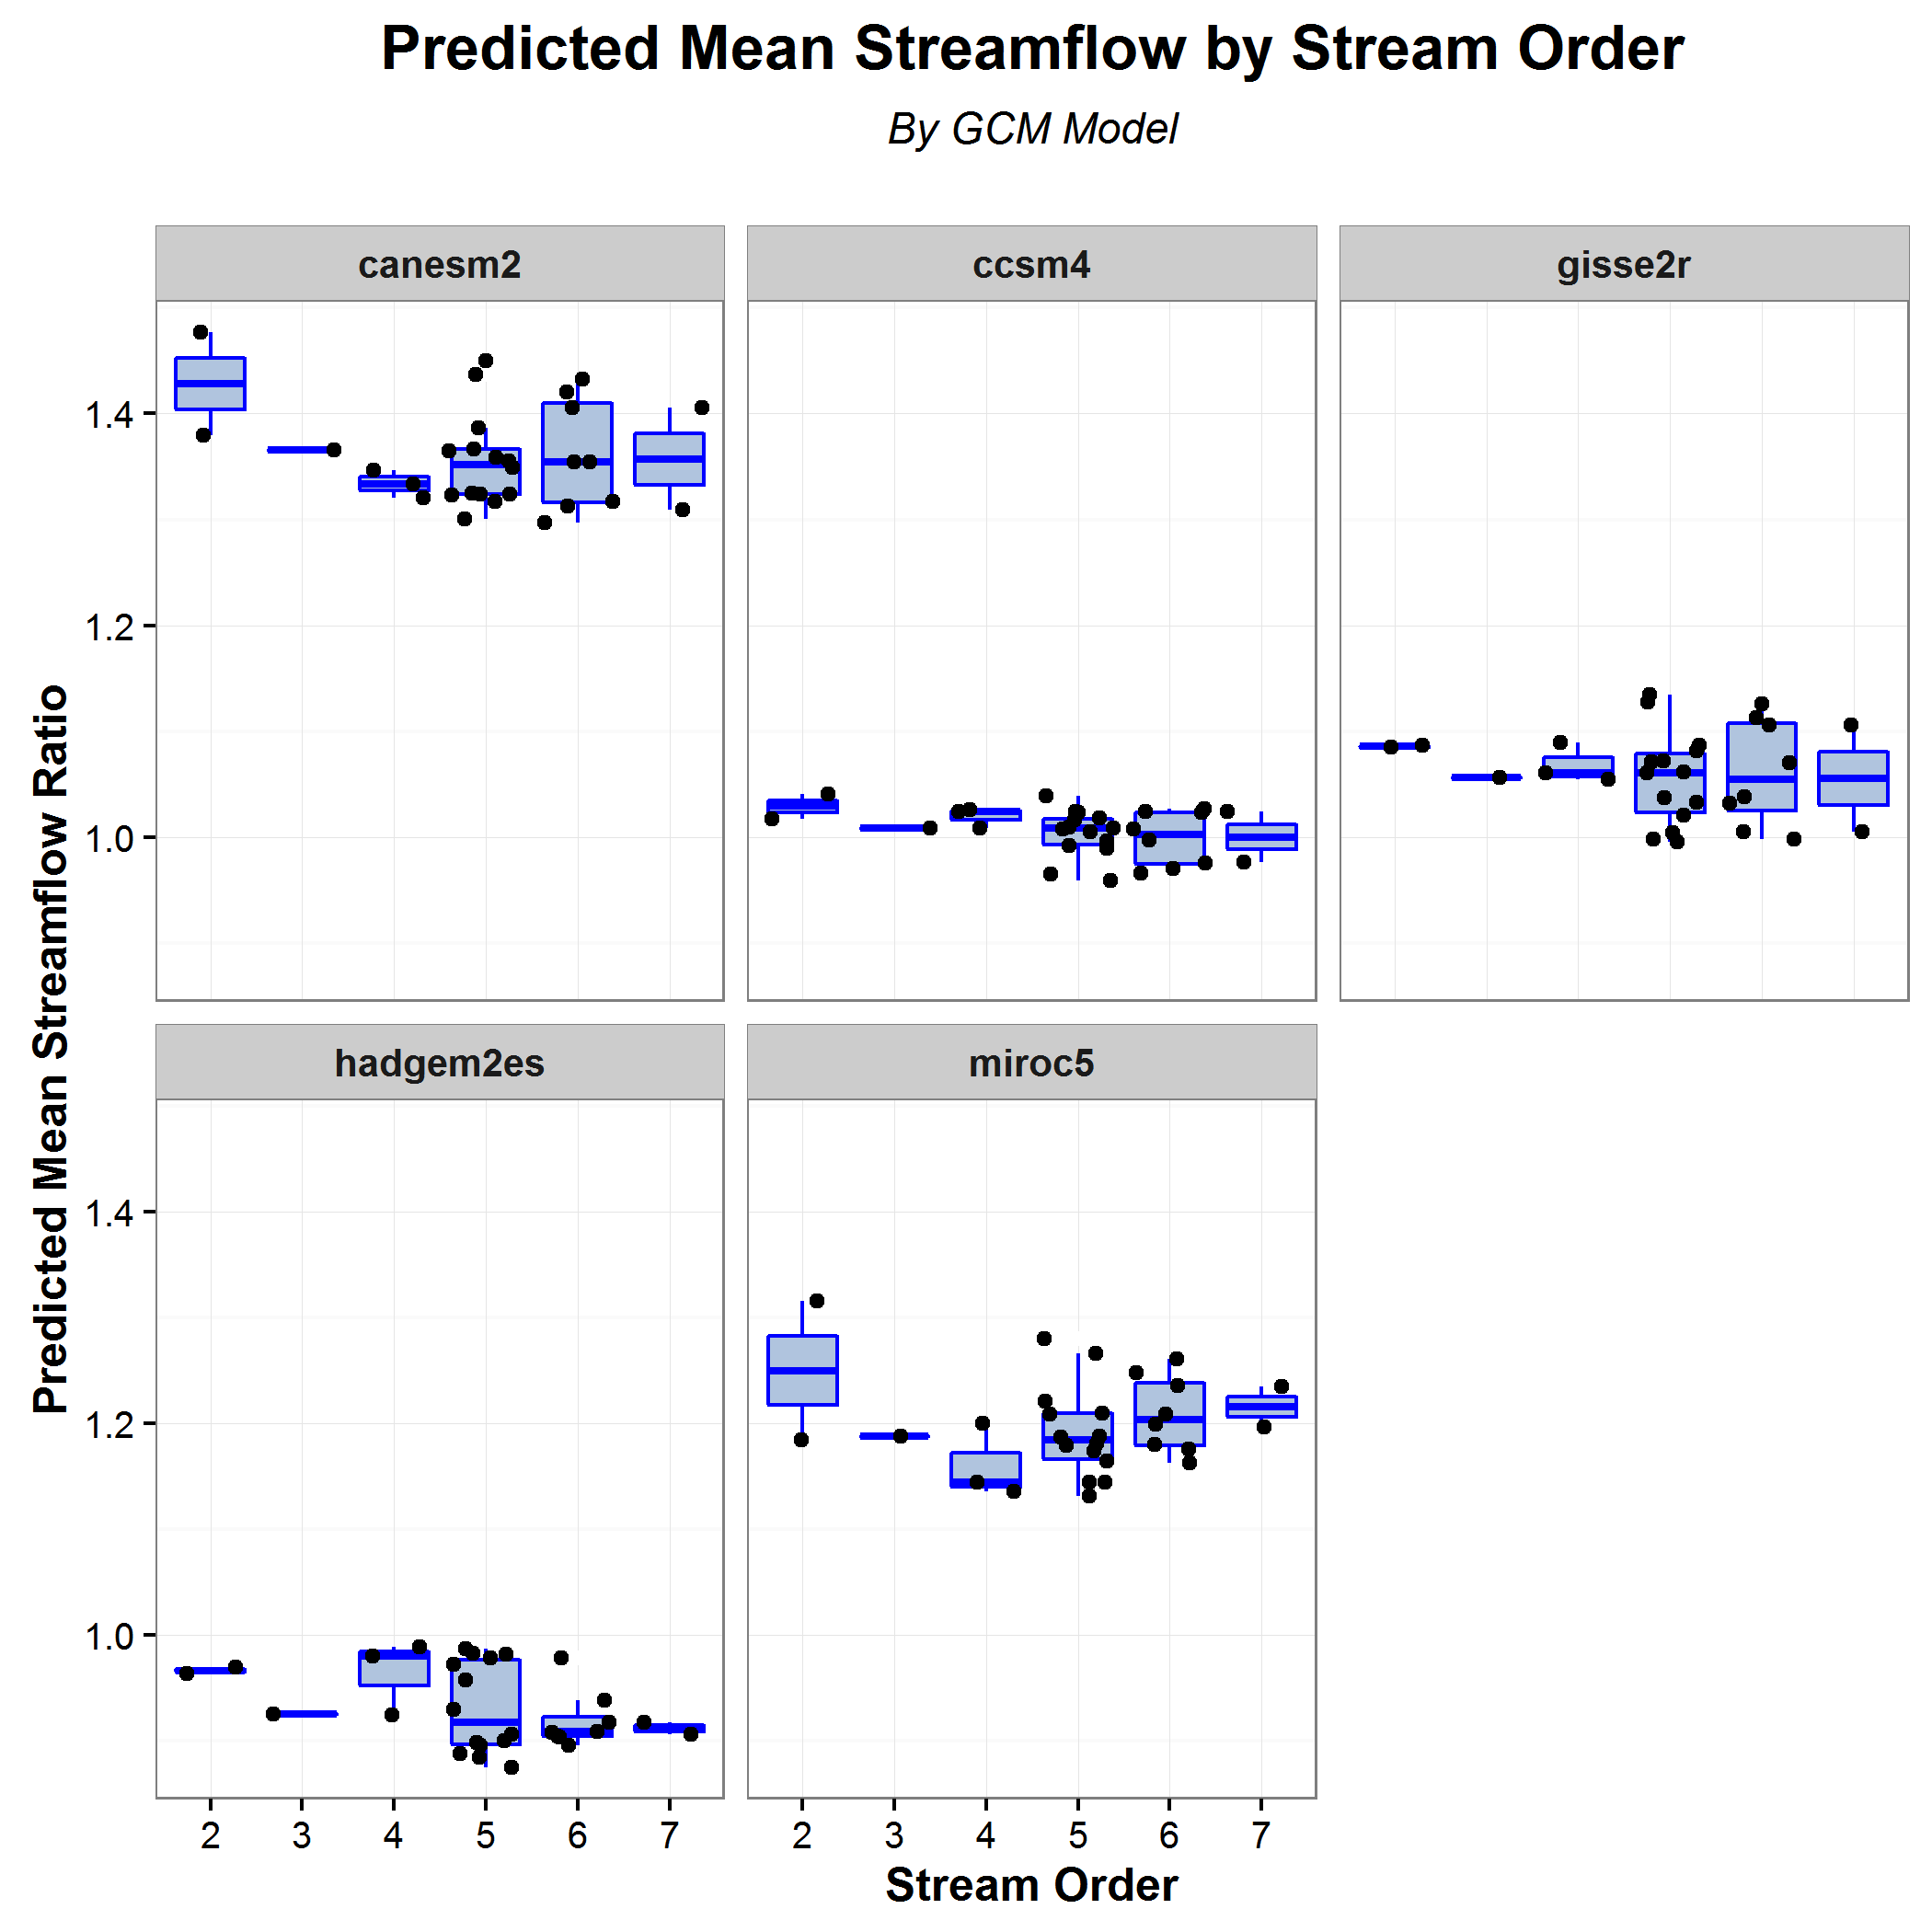 Predicted Mean Streamflow by Stream Order
By GCM Model
canesm2
ccsm4
gisse2r
1.4
1.2
1.0
Predicted Mean Streamflow Ratio
hadgem2es
miroc5
1.4
1.2
1.0
2 3 4 5 6 7
2 3 4 5 6 7
Stream Order